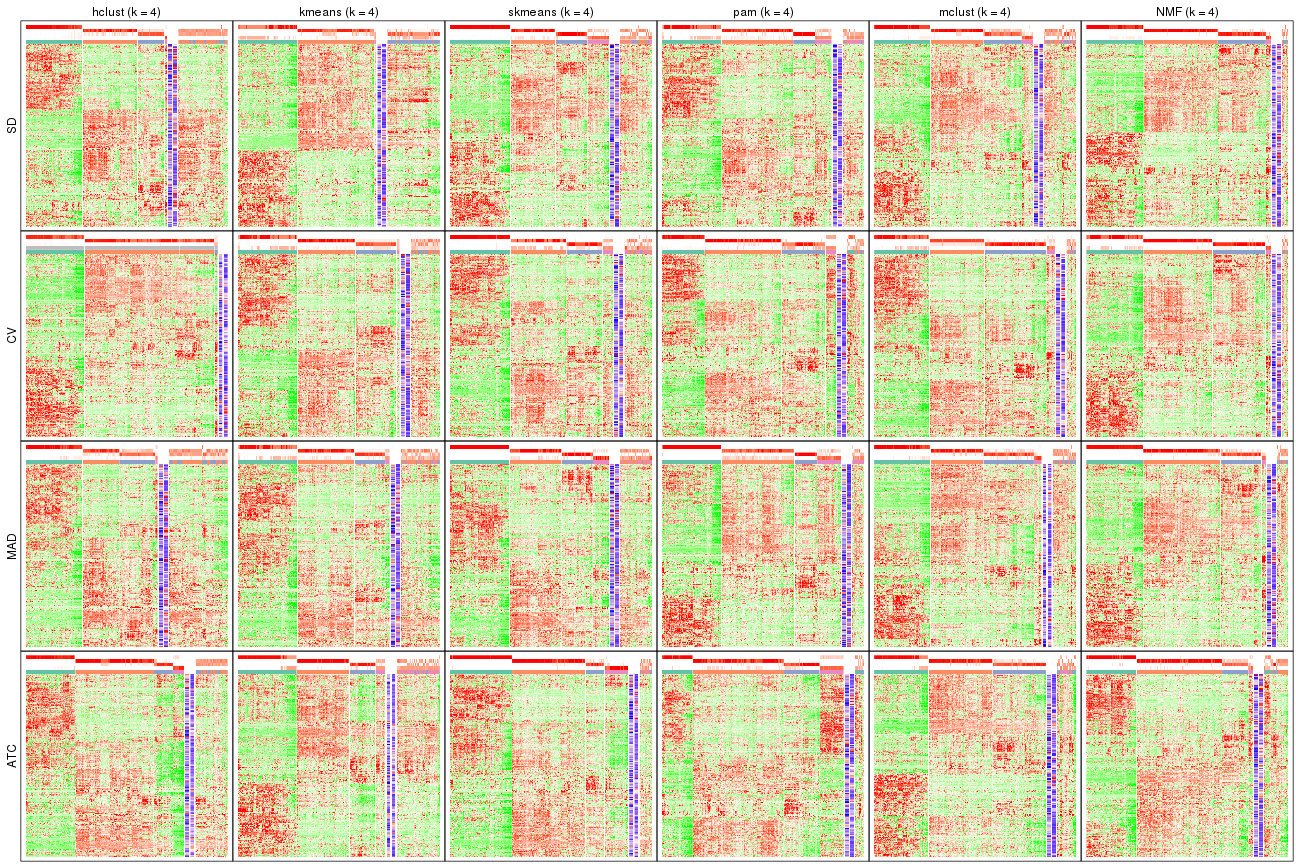 hclust (k = 4) kmeans (k = 4) skmeans (k = 4) pam (k = 4) mclust (k = 4) NMF (k = 4)
SD
CV
MAD
ATC